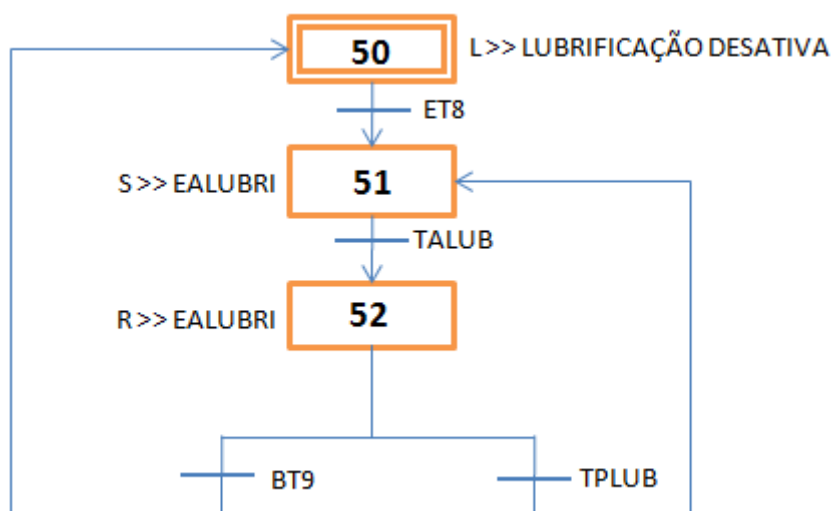 50
L >> LUBRIFICAÇÃO DESATIVA
ET8
S >> EALUBRI
51
TALUB
R >> EALUBRI
52
BT9
TPLUB